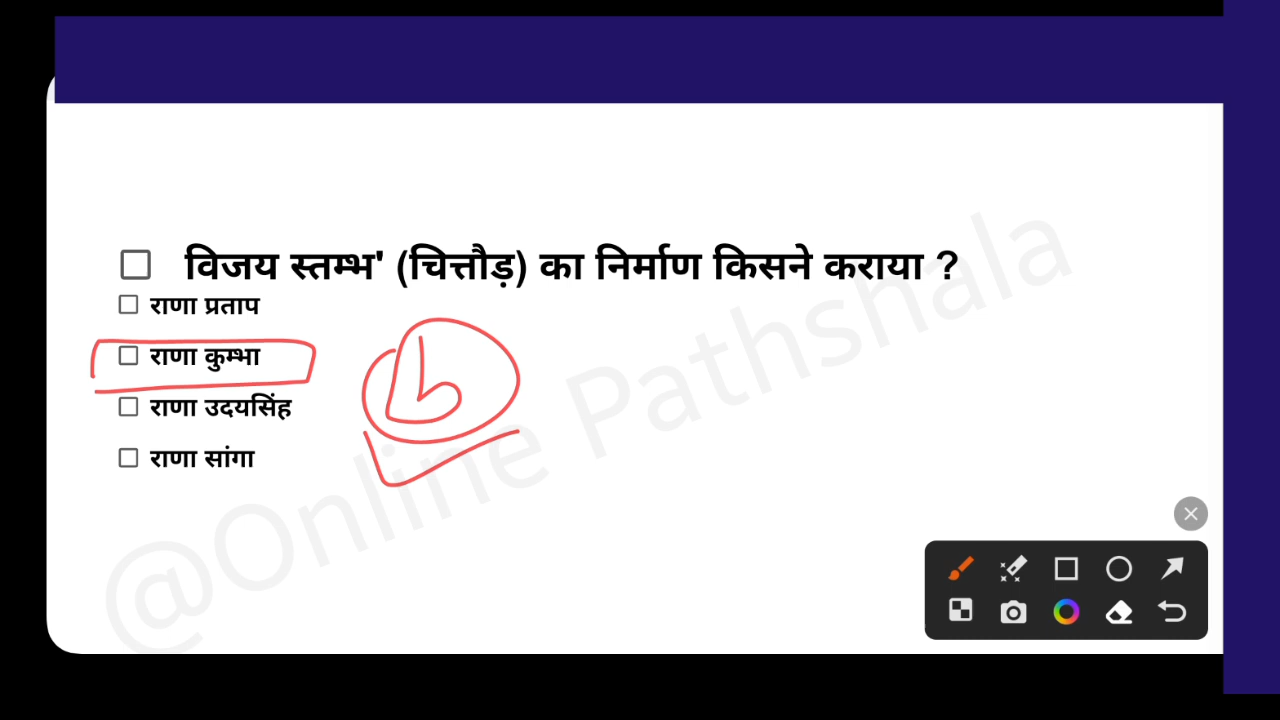 विजय स्तम्भ' (चित्तौड़) का निर्माण किसने कराया ?
राणा प्रताप
राणा कुम्भा
राणा उदयसिंह
राणा सांगा
b
@Online Pathshala